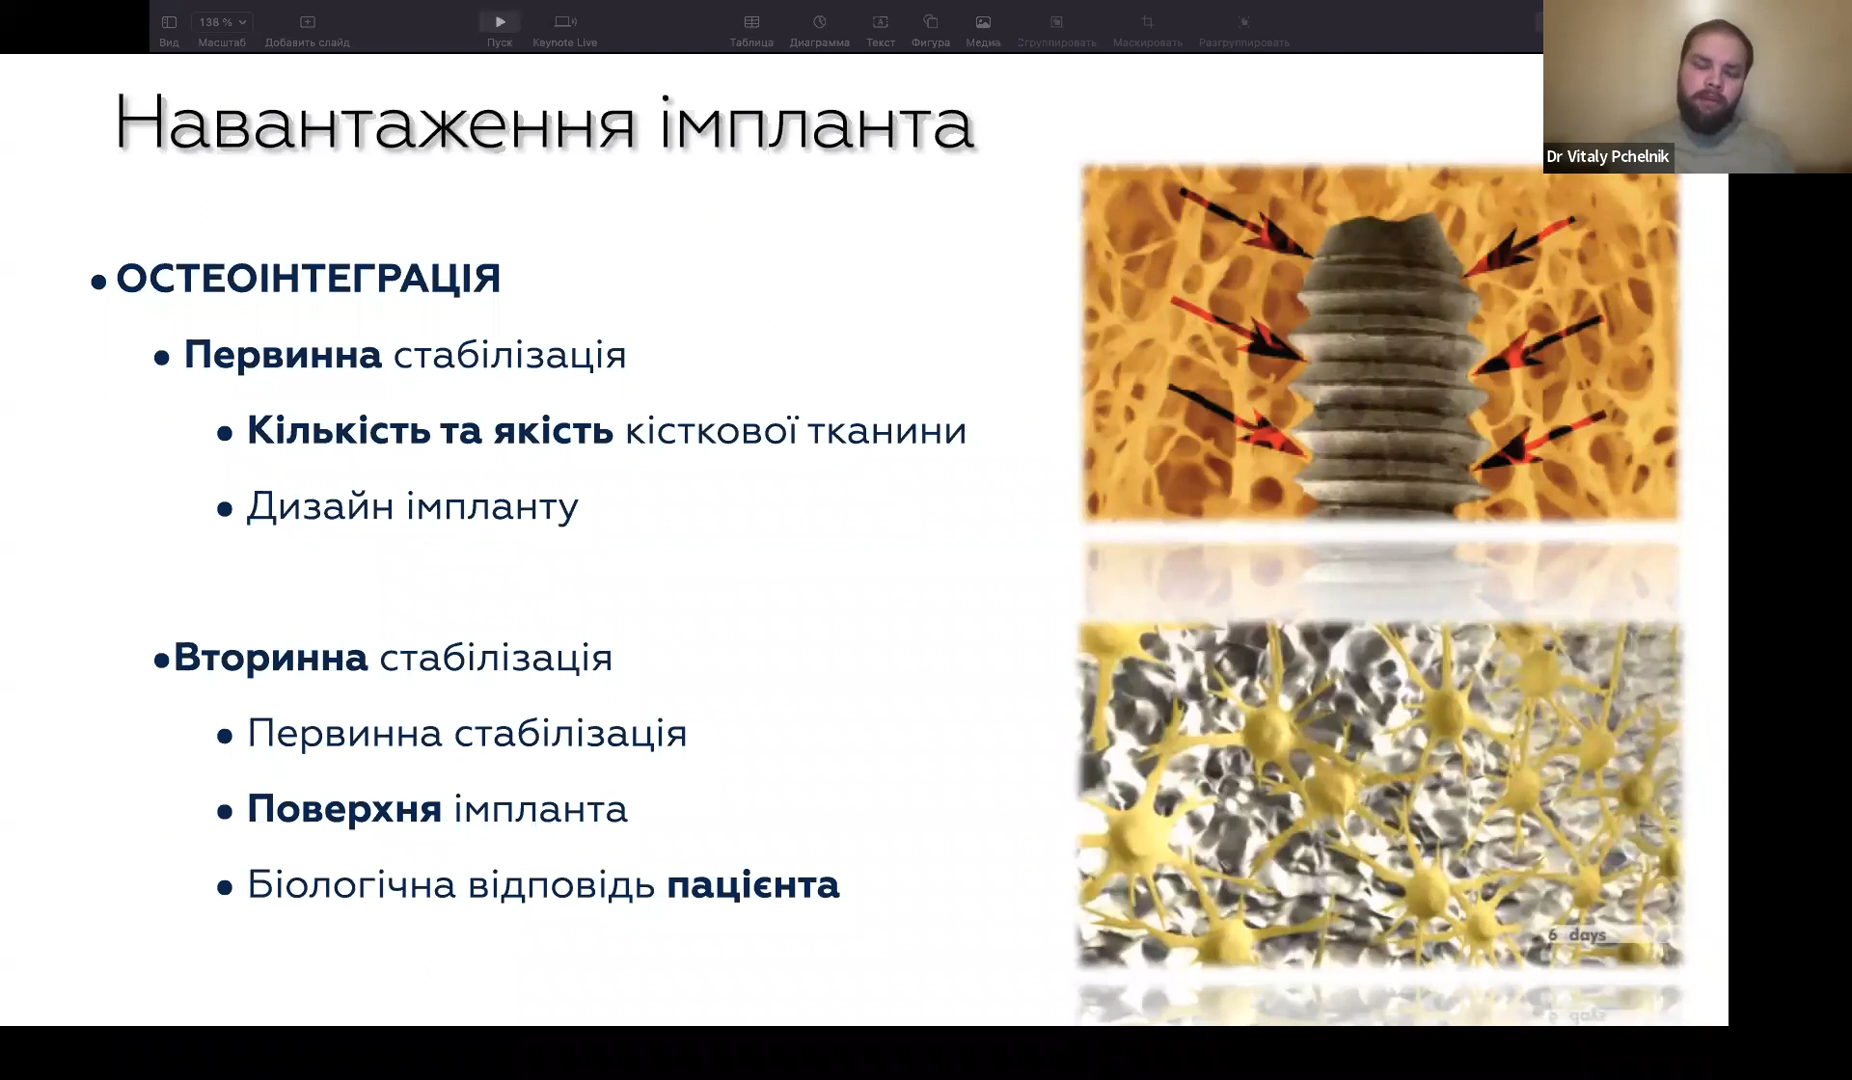 138 %
Вид
Масштаб
Добавить слайд
Пуск
Keynote Live
Таблица
Диаграмма
Текст
Фигура
Медиа
Сгруппировать
Маскировать
Разгруппировать
Dr Vitaly Pchelnik
Навантаження імпланта
• ОСТЕОІНТЕГРАЦІЯ
• Первинна стабілізація
• Кількість та якість кісткової тканини
• Дизайн імпланту
•Вторинна стабілізація
• Первинна стабілізація
• Поверхня імпланта
• Біологічна відповідь пацієнта
6 days